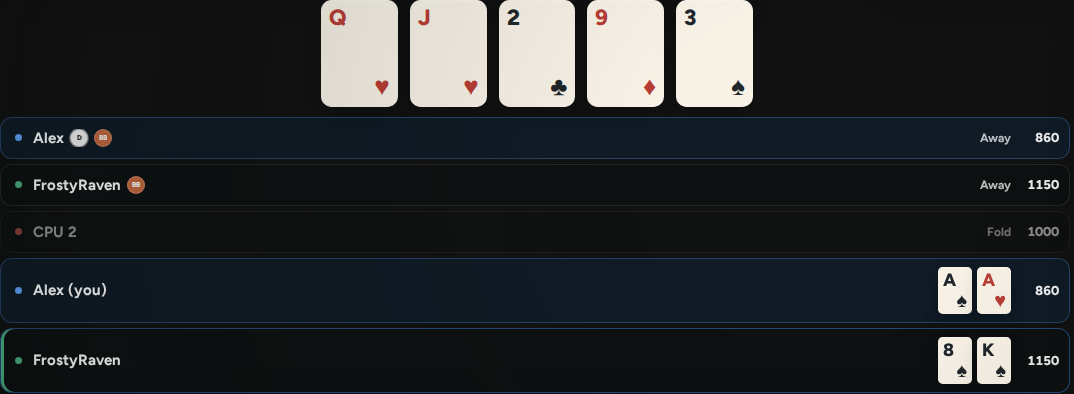 Q J 2 9 3
♥ ♥ ♣ ♦ ♠
Alex D BB Away 860
FrostyRaven BB Away 1150
CPU 2 Fold 1000
Alex (you) A♠ A♥ 860
FrostyRaven 8♠ K♠ 1150